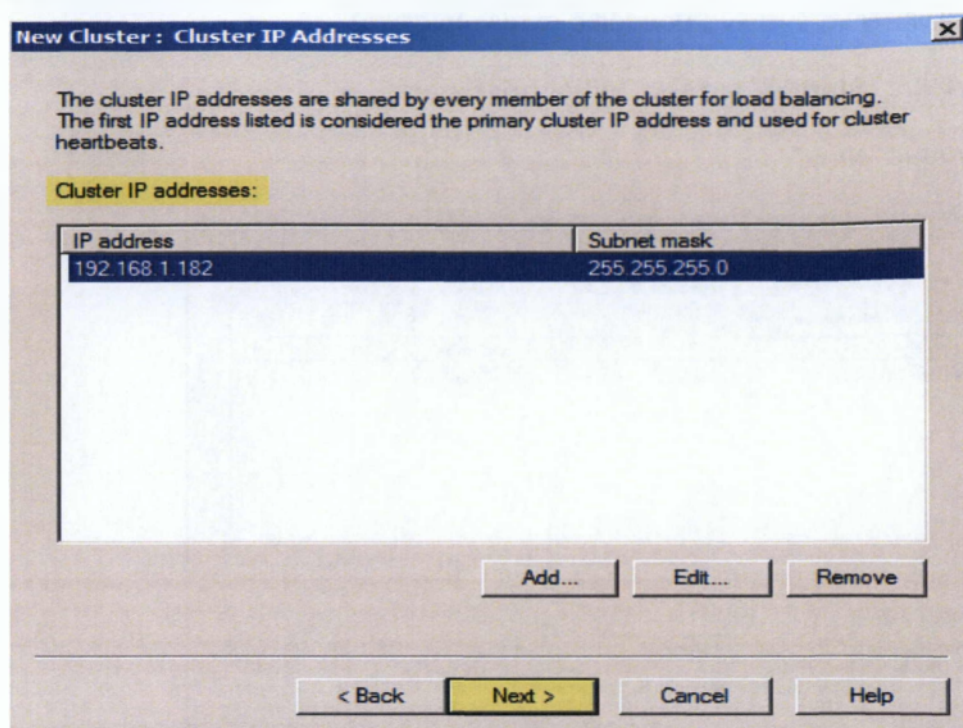 New Cluster : Cluster IP Addresses
The cluster IP addresses are shared by every member of the cluster for load balancing.
The first IP address listed is considered the primary cluster IP address and used for cluster
heartbeats.
Cluster IP addresses:
IP address Subnet mask
192.168.1.182 255.255.255.0
Add... Edit... Remove
< Back Next > Cancel Help